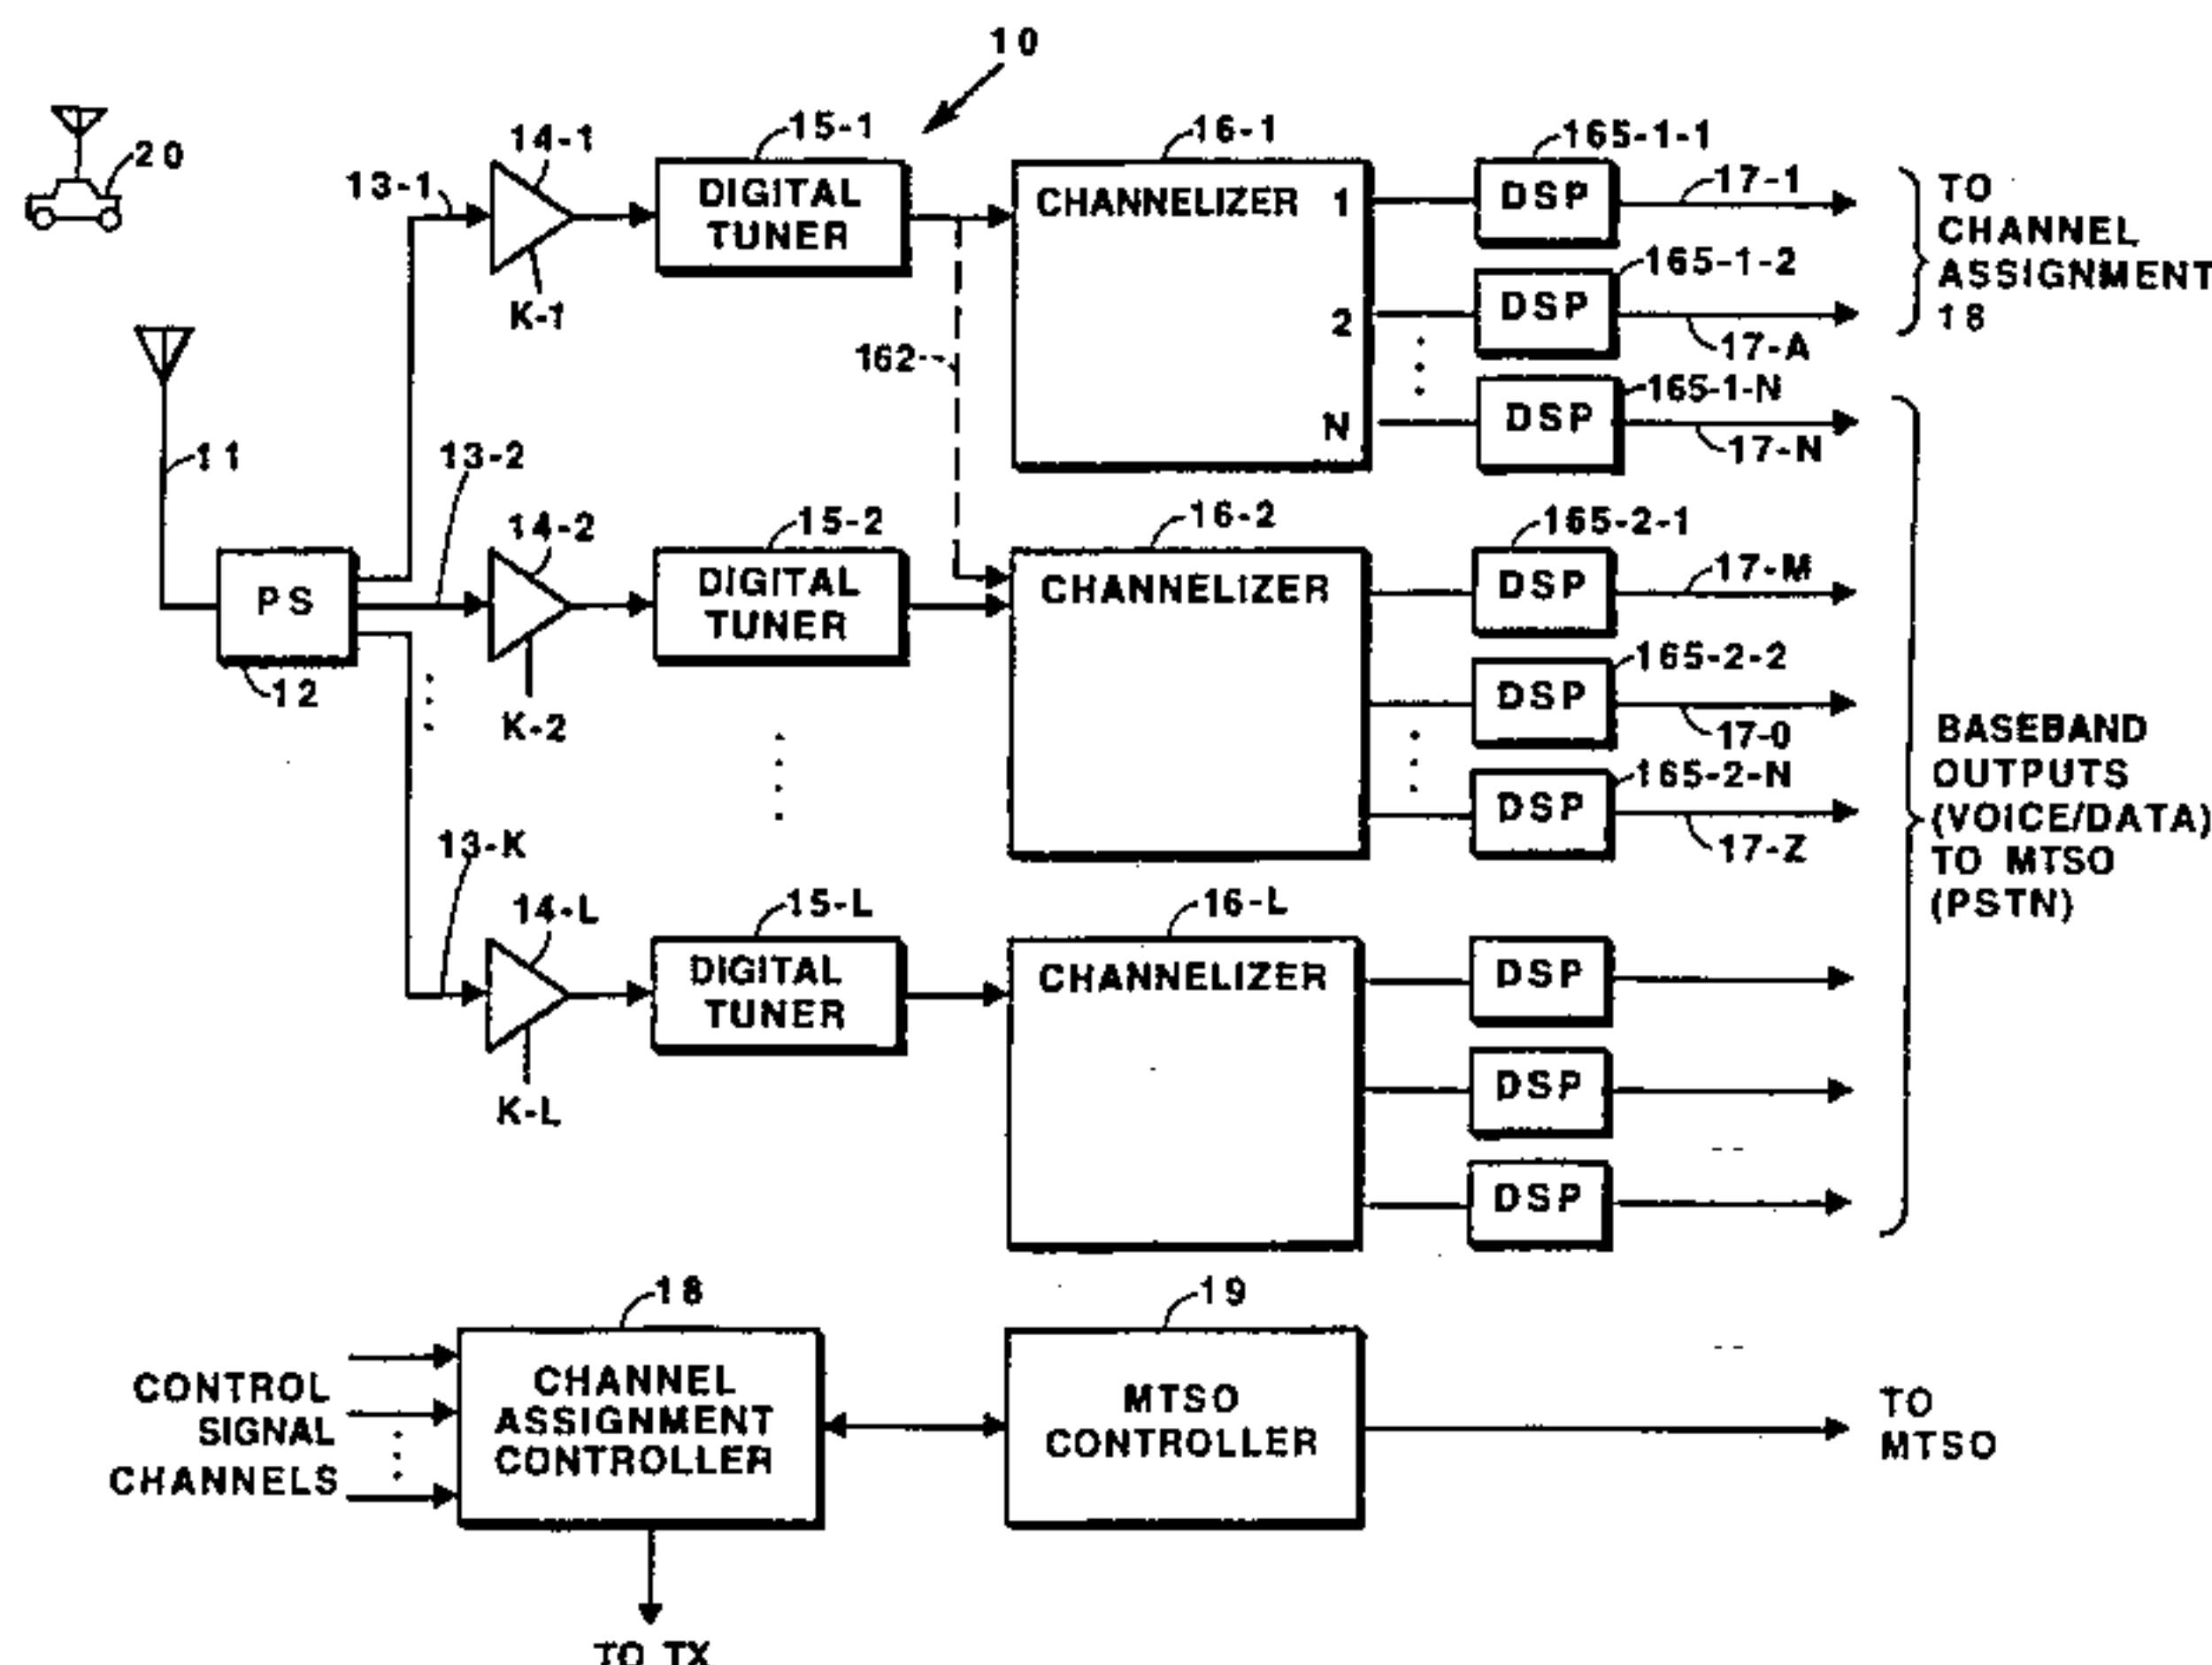 10
20
14-1
15-1
16-1
165-1-1
13-1
DIGITAL
TUNER
CHANNELIZER 1
DSP
17-1
TO
CHANNEL
ASSIGNMENT
18
K-1
165-1-2
2
DSP
17-A
162
165-1-N
N
DSP
17-N
11
13-2
14-2
15-2
16-2
165-2-1
PS
12
DIGITAL
TUNER
CHANNELIZER
DSP
17-M
K-2
165-2-2
DSP
17-0
165-2-N
DSP
17-Z
BASEBAND
OUTPUTS
(VOICE/DATA)
TO MTSO
(PSTN)
13-K
14-L
15-L
16-L
DIGITAL
TUNER
CHANNELIZER
DSP
K-L
DSP
DSP
18
19
CONTROL
SIGNAL
CHANNELS
CHANNEL
ASSIGNMENT
CONTROLLER
MTSO
CONTROLLER
TO
MTSO
TO TX